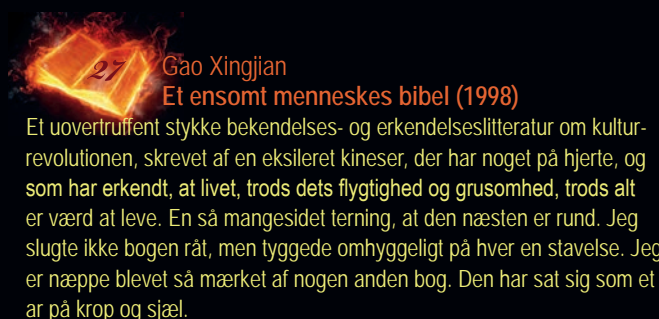 27
Gao Xingjian
Et ensomt menneskes bibel (1998)
Et uovertruffent stykke bekendelses- og erkendelseslitteratur om kultur-
revolutionen, skrevet af en eksileret kineser, der har noget på hjerte, og
som har erkendt, at livet, trods dets flygtighed og grusomhed, trods alt
er værd at leve. En så mangesidet terning, at den næsten er rund. Jeg
slugte ikke bogen råt, men tyggede omhyggeligt på hver en stavelse. Jeg
er næppe blevet så mærket af nogen anden bog. Den har sat sig som et
ar på krop og sjæl.